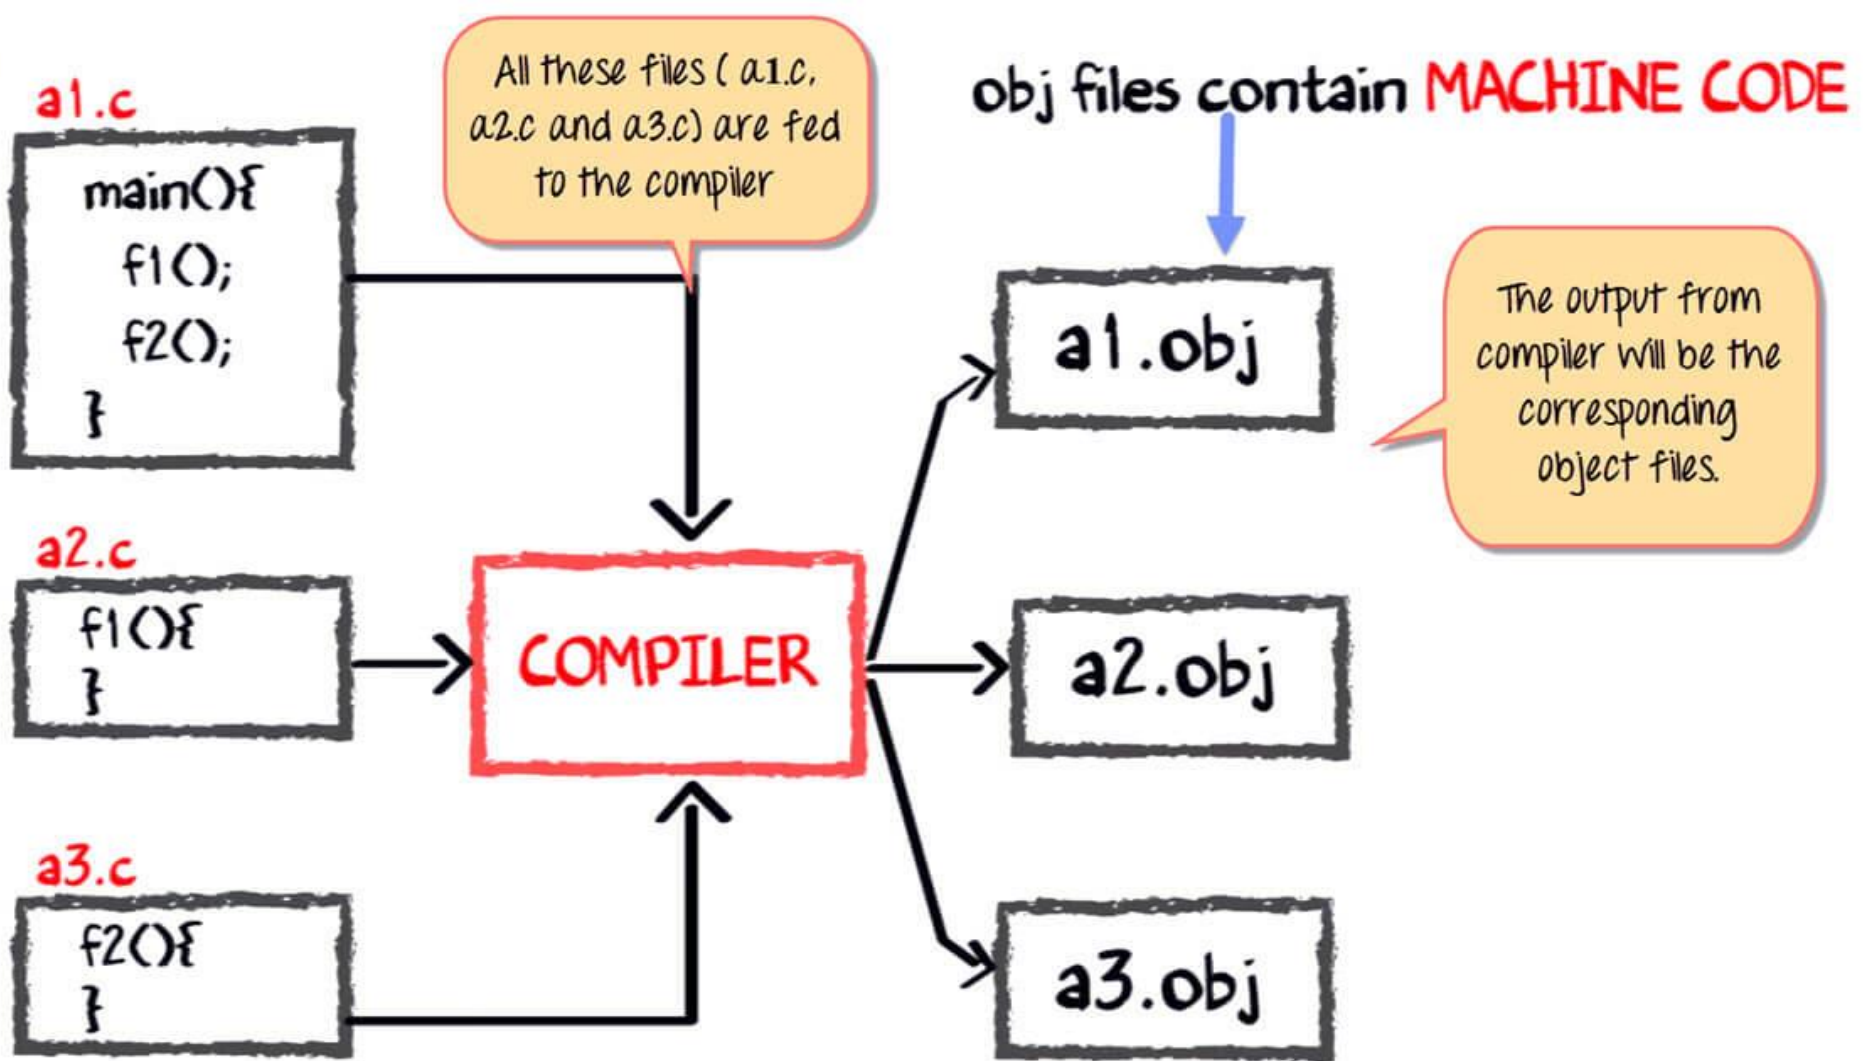 a1.c
main(){
f1();
f2();
}
All these files ( a1.c,
a2.c and a3.c) are fed
to the compiler
obj files contain MACHINE CODE
a1.obj
The output from
compiler will be the
corresponding
object files.
a2.c
f1(){
}
COMPILER
a2.obj
a3.c
f2(){
}
a3.obj